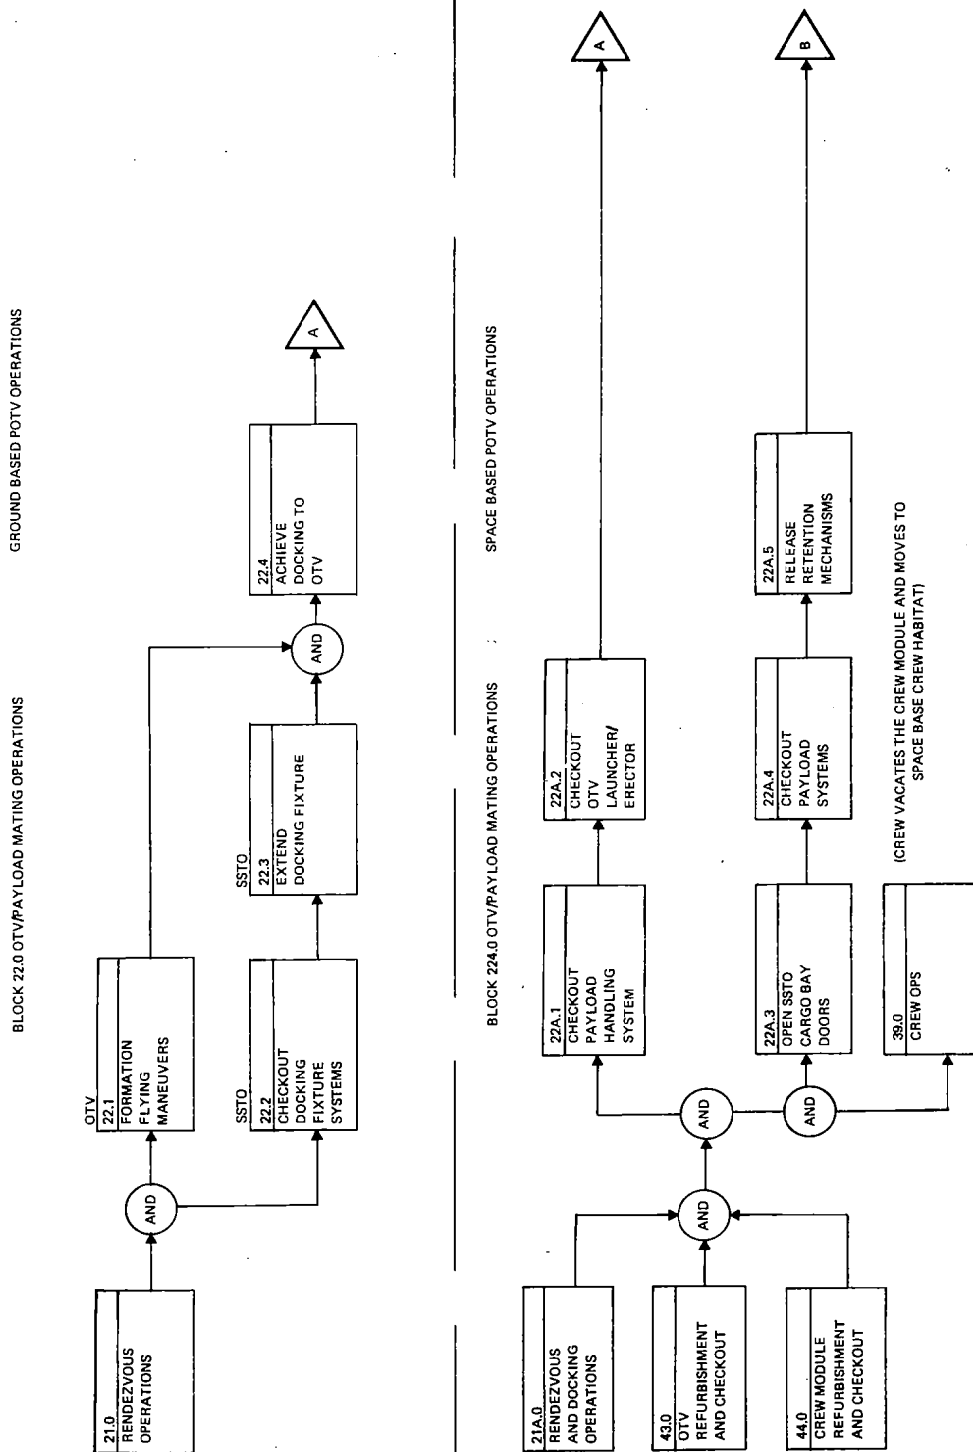 BLOCK 22.0 OTV/PAYLOAD MATING OPERATIONS
GROUND BASED POTV OPERATIONS
21.0
RENDEZVOUS
OPERATIONS
AND
OTV
22.1
FORMATION
FLYING
MANEUVERS
SSTO
22.2
CHECKOUT
DOCKING
FIXTURE
SYSTEMS
SSTO
22.3
EXTEND
DOCKING FIXTURE
AND
22.4
ACHIEVE
DOCKING TO
OTV
A
BLOCK 224.0 OTV/PAYLOAD MATING OPERATIONS
SPACE BASED POTV OPERATIONS
21A.0
RENDEZVOUS
AND DOCKING
OPERATIONS
43.0
OTV
REFURBISHMENT
AND CHECKOUT
44.0
CREW MODULE
REFURBISHMENT
AND CHECKOUT
AND
AND
AND
22A.1
CHECKOUT
PAYLOAD
HANDLING
SYSTEM
22A.2
CHECKOUT
OTV
LAUNCHER/
ERECTOR
A
22A.3
OPEN SSTO
CARGO BAY
DOORS
22A.4
CHECKOUT
PAYLOAD
SYSTEMS
22A.5
RELEASE
RETENTION
MECHANISMS
B
39.0
CREW OPS
(CREW VACATES THE CREW MODULE AND MOVES TO
SPACE BASE CREW HABITAT)